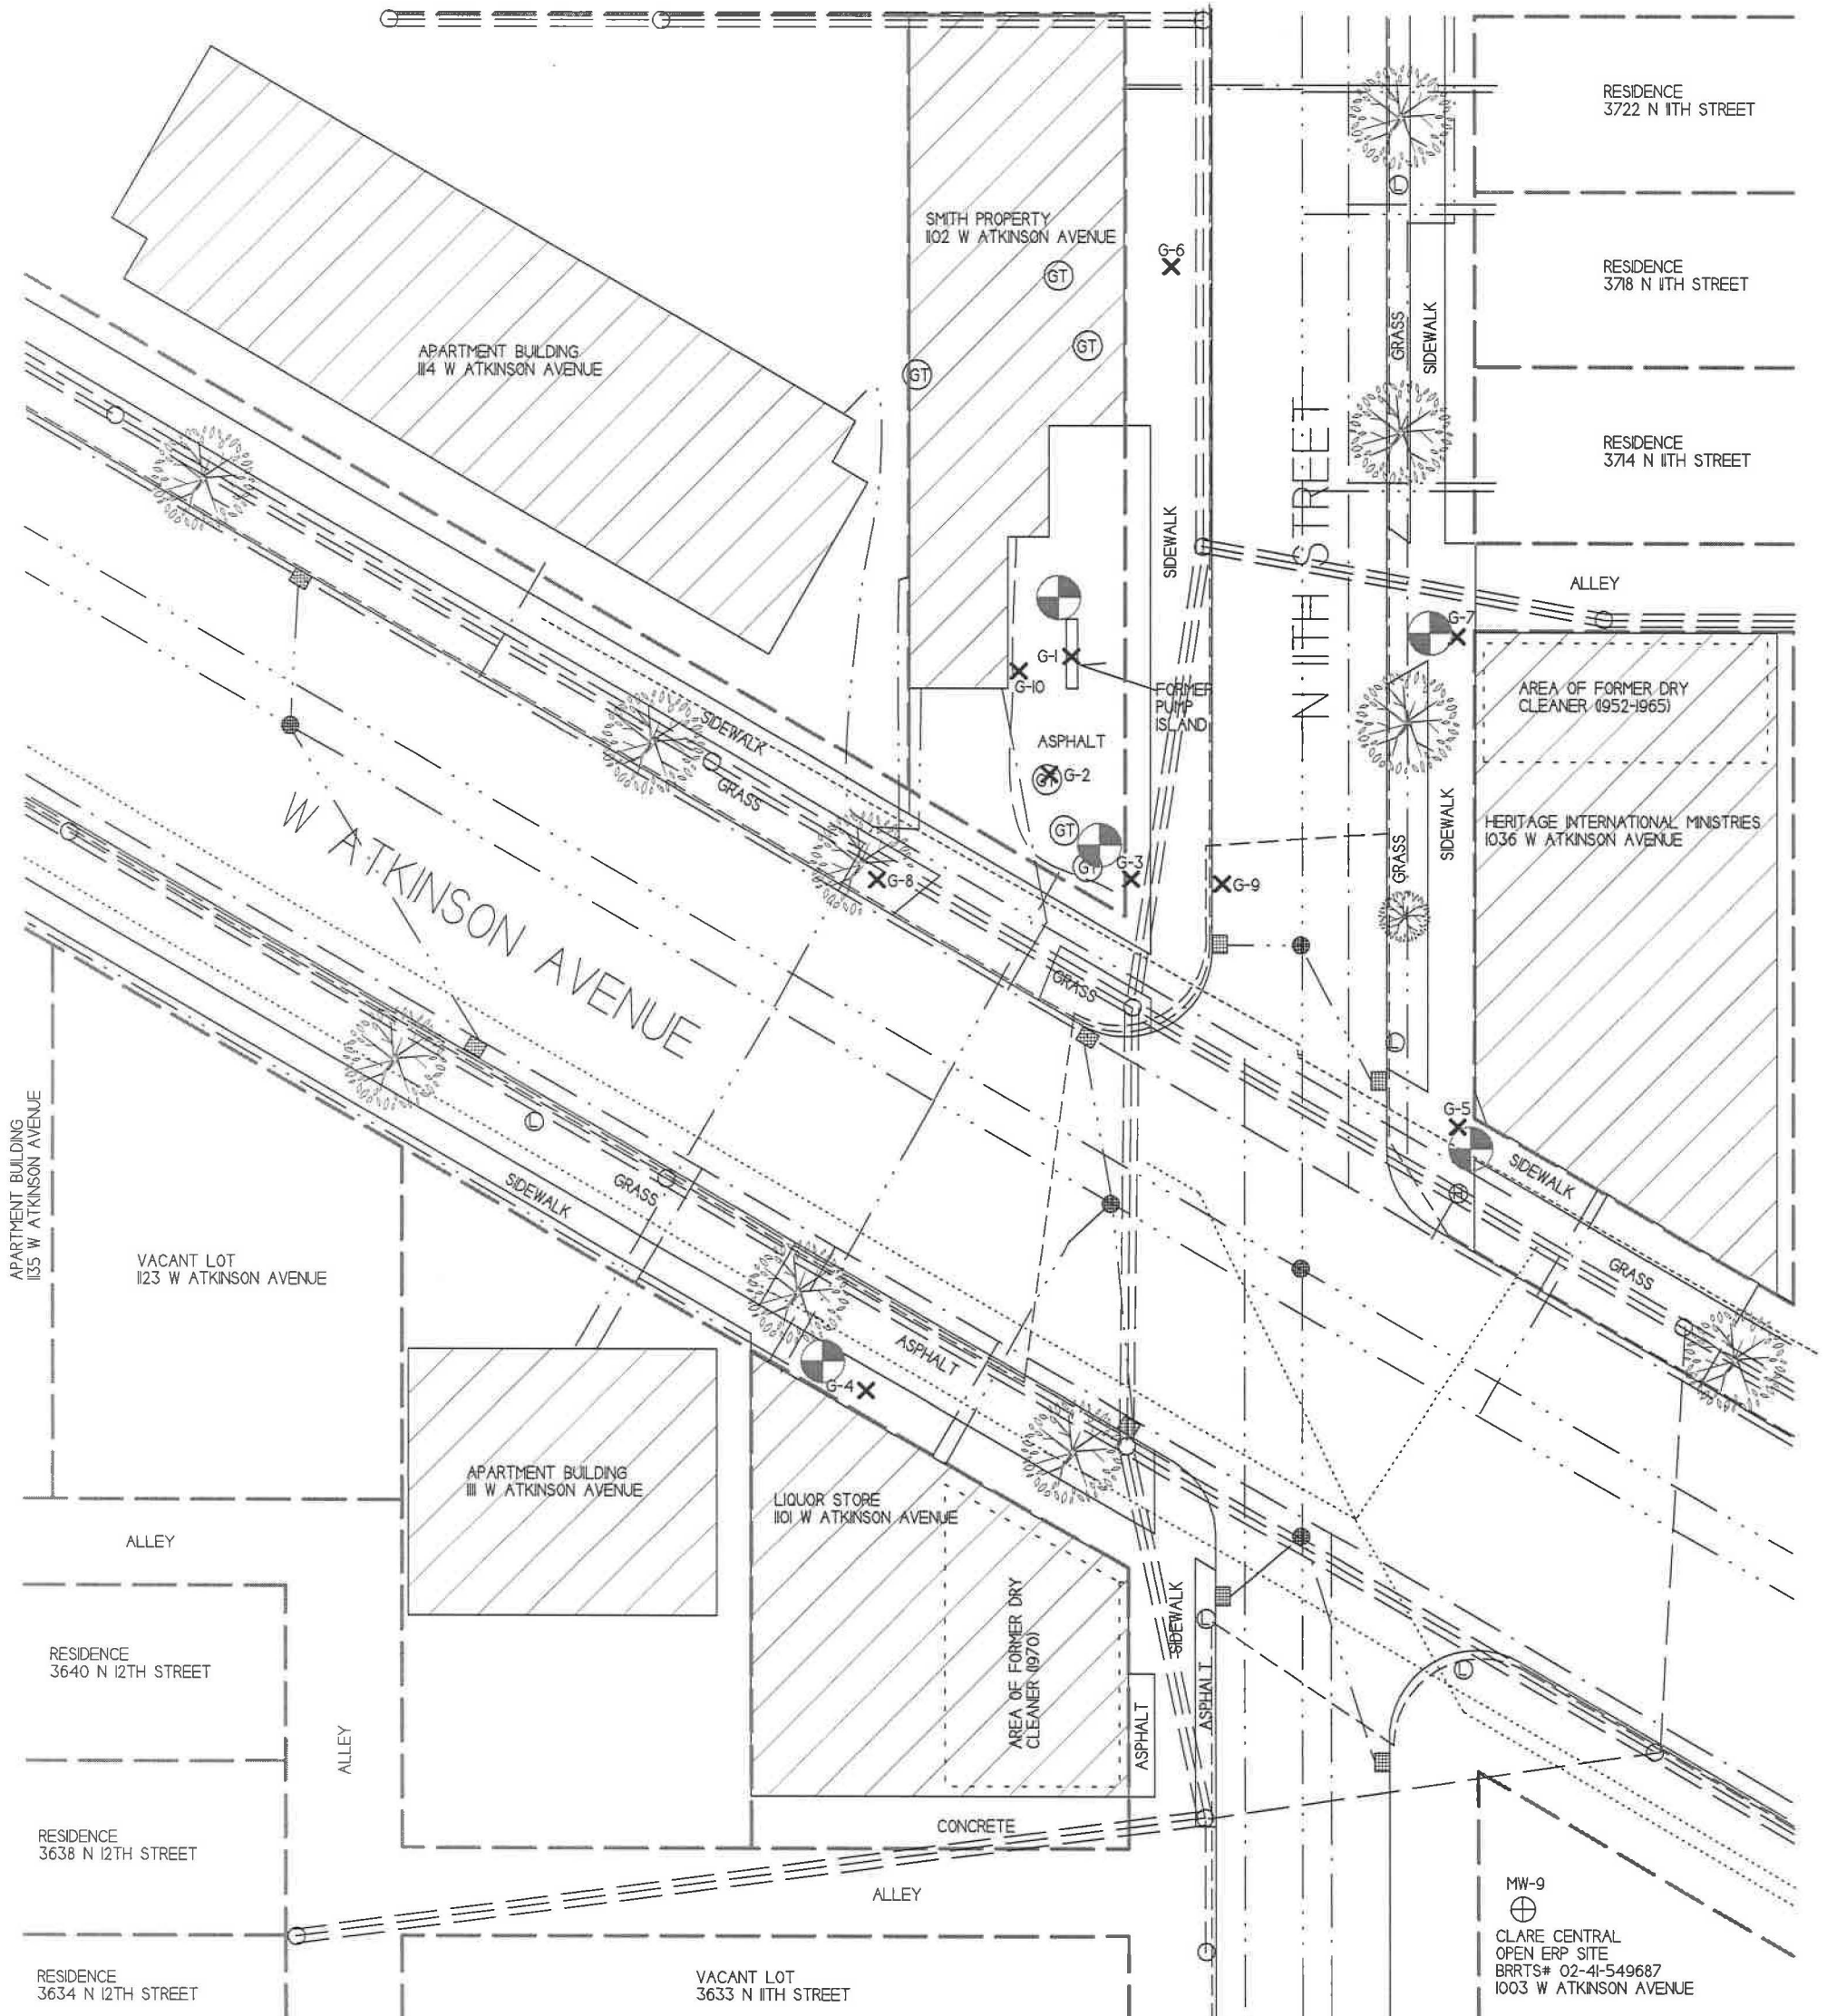 RESIDENCE
3722 N 11TH STREET
SMITH PROPERTY
1102 W ATKINSON AVENUE
G-6
GT
RESIDENCE
3718 N 11TH STREET
GRASS
SIDEWALK
GT
APARTMENT BUILDING
1114 W ATKINSON AVENUE
GT
RESIDENCE
3714 N 11TH STREET
SIDEWALK
N 11TH STREET
ALLEY
G-7
G-1
G-10
FORMER
PUMP
ISLAND
AREA OF FORMER DRY
CLEANER (1952-1965)
SIDEWALK
GRASS
ASPHALT
GT
G-2
GT
GT
G-3
SIDEWALK
GRASS
HERITAGE INTERNATIONAL MINISTRIES
1036 W ATKINSON AVENUE
W ATKINSON AVENUE
G-8
G-9
GRASS
L
L
G-5
SIDEWALK
H
GRASS
APARTMENT BUILDING
1135 W ATKINSON AVENUE
L
SIDEWALK
GRASS
VACANT LOT
1123 W ATKINSON AVENUE
ASPHALT
G-4
APARTMENT BUILDING
1111 W ATKINSON AVENUE
LIQUOR STORE
1101 W ATKINSON AVENUE
ALLEY
AREA OF FORMER DRY
CLEANER (1970)
SIDEWALK
L
ASPHALT
ASPHALT
L
RESIDENCE
3640 N 12TH STREET
ALLEY
RESIDENCE
3638 N 12TH STREET
CONCRETE
ALLEY
MW-9
CLARE CENTRAL
OPEN ERP SITE
BRRTS# 02-41-549687
1003 W ATKINSON AVENUE
RESIDENCE
3634 N 12TH STREET
VACANT LOT
3633 N 11TH STREET